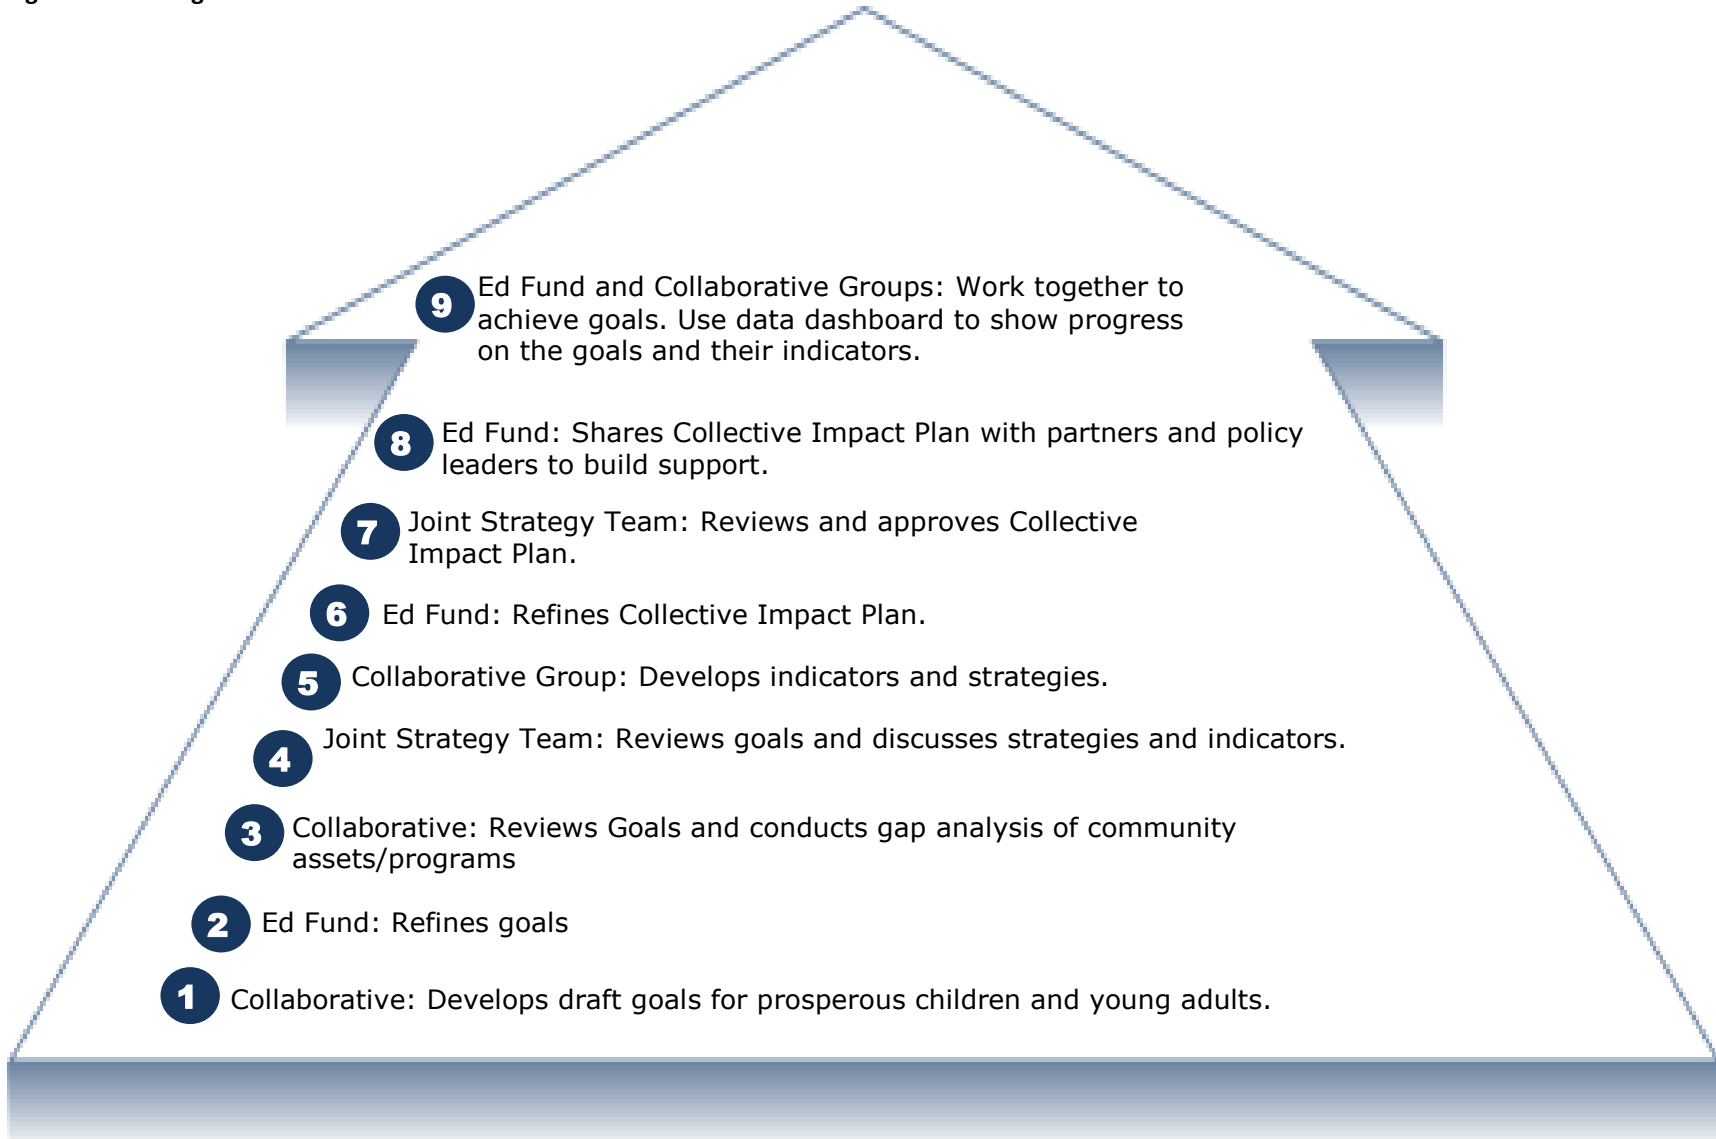 9
Ed Fund and Collaborative Groups: Work together to
achieve goals. Use data dashboard to show progress
on the goals and their indicators.
8
Ed Fund: Shares Collective Impact Plan with partners and policy
leaders to build support.
7
Joint Strategy Team: Reviews and approves Collective
Impact Plan.
6
Ed Fund: Refines Collective Impact Plan.
5
Collaborative Group: Develops indicators and strategies.
4
Joint Strategy Team: Reviews goals and discusses strategies and indicators.
3
Collaborative: Reviews Goals and conducts gap analysis of community
assets/programs
2
Ed Fund: Refines goals
1
Collaborative: Develops draft goals for prosperous children and young adults.